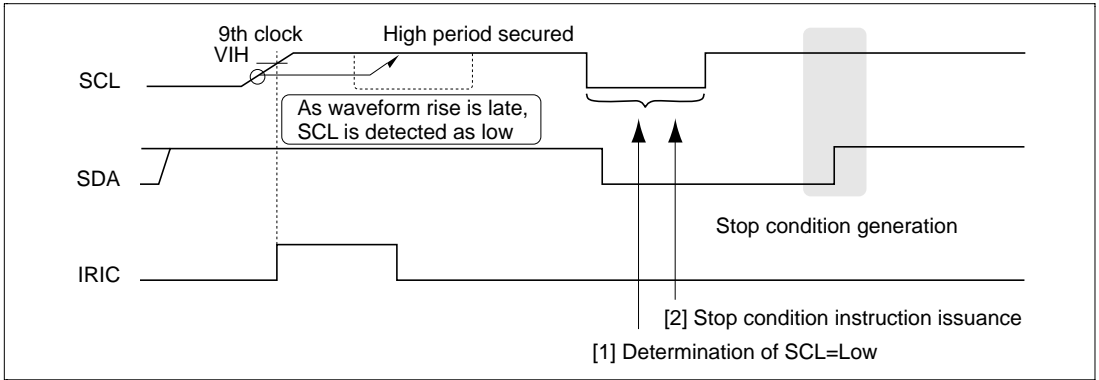 9th clock
VIH
High period secured
SCL
As waveform rise is late,
SCL is detected as low
SDA
Stop condition generation
IRIC
[2] Stop condition instruction issuance
[1] Determination of SCL=Low